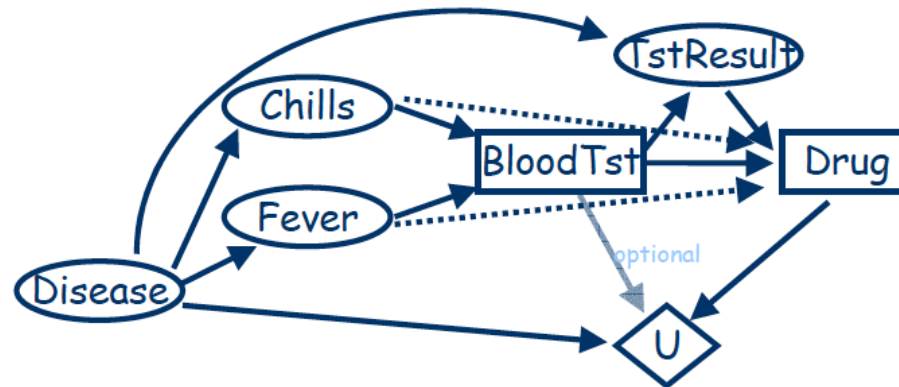 TstResult
Chills
BloodTst
Drug
Fever
optional
Disease
U